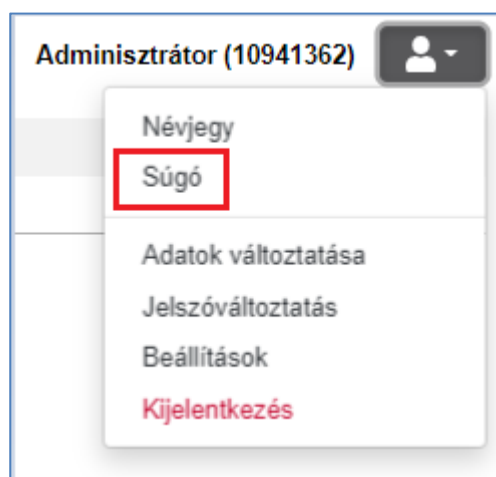 Adminisztrátor (10941362)
Névjegy
Súgó
Adatok változtatása
Jelszóváltoztatás
Beállítások
Kijelentkezés